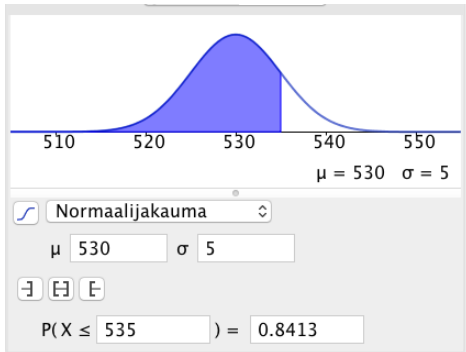 510 520 530 540 550
μ = 530 σ = 5
Normaalijakauma
μ 530 σ 5
P( X ≤ 535 ) = 0.8413